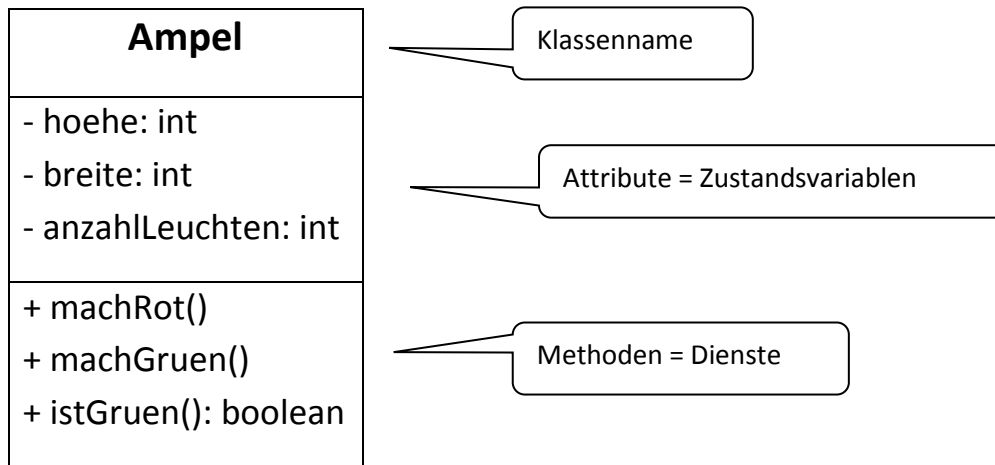 Ampel
Klassenname
- hoehe: int
- breite: int
- anzahlLeuchten: int
Attribute = Zustandsvariablen
+ machRot()
+ machGruen()
+ istGruen(): boolean
Methoden = Dienste